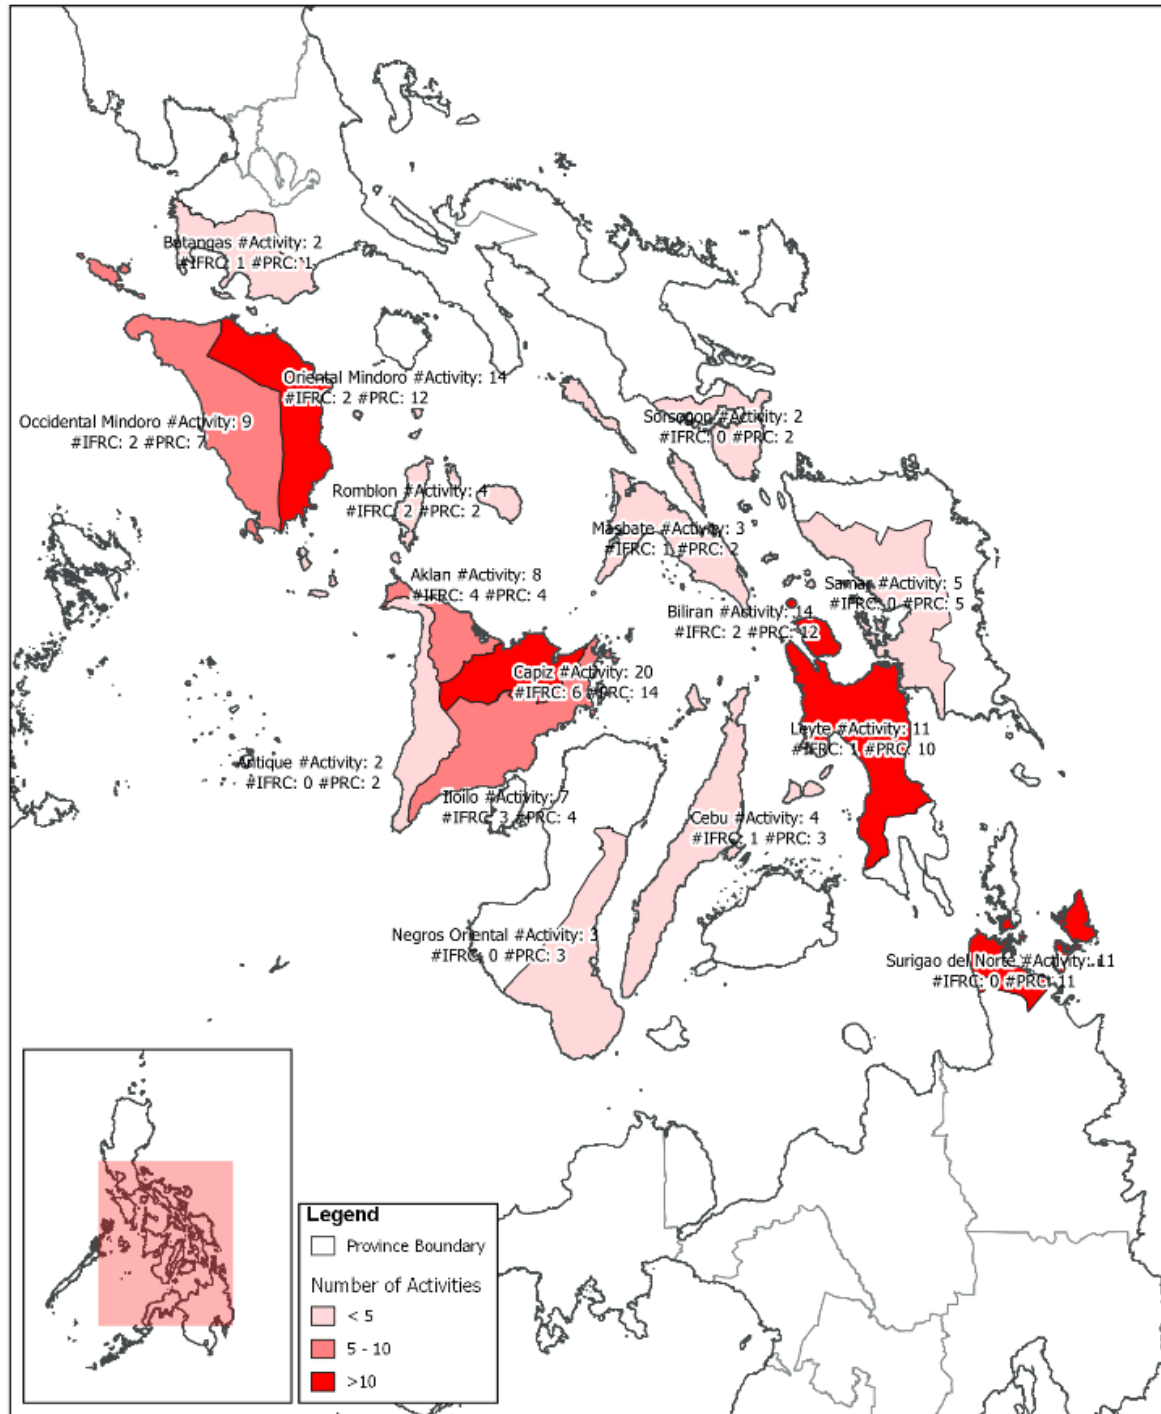 Batangas #Activity: 2
#IFRC: 1 #PRC: 1
Oriental Mindoro #Activity: 14
#IFRC: 2 #PRC: 12
Occidental Mindoro #Activity: 9
#IFRC: 2 #PRC: 7
Sorsogon #Activity: 2
#IFRC: 0 #PRC: 2
Romblon #Activity: 4
#IFRC: 2 #PRC: 2
Masbate #Activity: 3
#IFRC: 1 #PRC: 2
Aklan #Activity: 8
#IFRC: 4 #PRC: 4
Samar #Activity: 5
#IFRC: 0 #PRC: 5
Biliran #Activity: 14
#IFRC: 2 #PRC: 12
Capiz #Activity: 20
#IFRC: 6 #PRC: 14
Leyte #Activity: 11
#IFRC: 1 #PRC: 10
Antique #Activity: 2
#IFRC: 0 #PRC: 2
Iloilo #Activity: 7
#IFRC: 3 #PRC: 4
Cebu #Activity: 4
#IFRC: 1 #PRC: 3
Negros Oriental #Activity: 3
#IFRC: 0 #PRC: 3
Surigao del Norte #Activity: 11
#IFRC: 0 #PRC: 11
Legend
Province Boundary
Number of Activities
< 5
5 - 10
>10